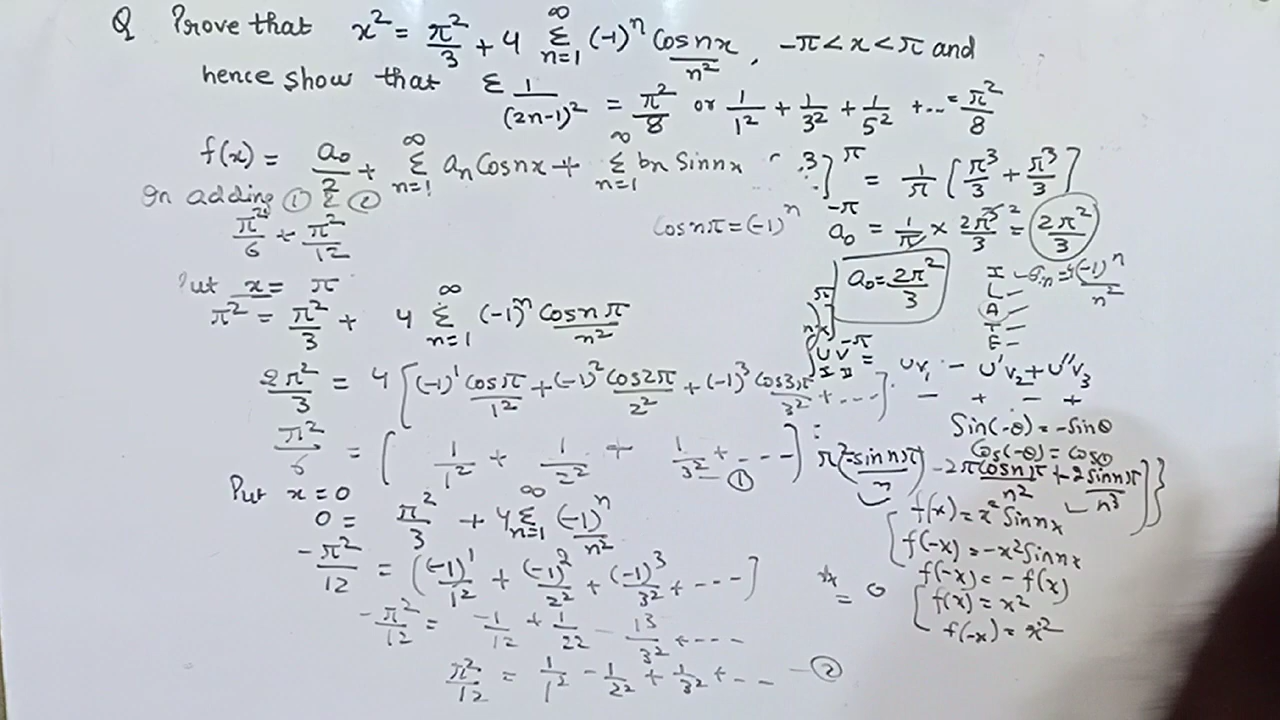 Q Prove that x² = π²/3 + 4 Σ_{n=1}^{∞} (-1)ⁿ Cos nx / n² , -π < x < π and
hence show that Σ 1/(2n-1)² = π²/8 or 1/1² + 1/3² + 1/5² + ... = π²/8
f(x) = a₀/2 + Σ_{n=1}^{∞} aₙ Cos nx + Σ_{n=1}^{∞} bₙ Sin nx
3]_{-π}^{π} = 1/π [π³/3 + π³/3]
On adding ① & ②
π²/6 + π²/12
Cos nπ = (-1)ⁿ
a₀ = 1/π × 2π³/3 = 2π²/3
a₀ = 2π²/3
I - aₙ = 4(-1)ⁿ/n²
L -
A -
T -
E -
Put x = π
π² = π²/3 + 4 Σ_{n=1}^{∞} (-1)ⁿ Cos nπ / n²
∫ U V = UV₁ - U'V₂ + U''V₃
I II
- + - +
2π²/3 = 4 [(-1)¹ Cos π / 1² + (-1)² Cos 2π / 2² + (-1)³ Cos 3π / 3² + ---]
Sin(-θ) = -Sin θ
Cos(-θ) = Cos θ
π²/6 = [1/1² + 1/2² + 1/3² + ---] - ①
π²(-Sin nπ)/n - 2π Cos nπ / n² + 2 Sin nπ / n³ ]}
Put x = 0
0 = π²/3 + 4 Σ_{n=1}^{∞} (-1)ⁿ / n²
f(x) = x² Sin nx
f(-x) = -x² Sin nx
f(-x) = - f(x)
-π²/12 = [(-1)¹/1² + (-1)²/2² + (-1)³/3² + ----]
= 0
f(x) = x²
f(-x) = x²
-π²/12 = -1/12 + 1/22 - 13/3² + ---
π²/12 = 1/1² - 1/2² + 1/3² + -- - ②